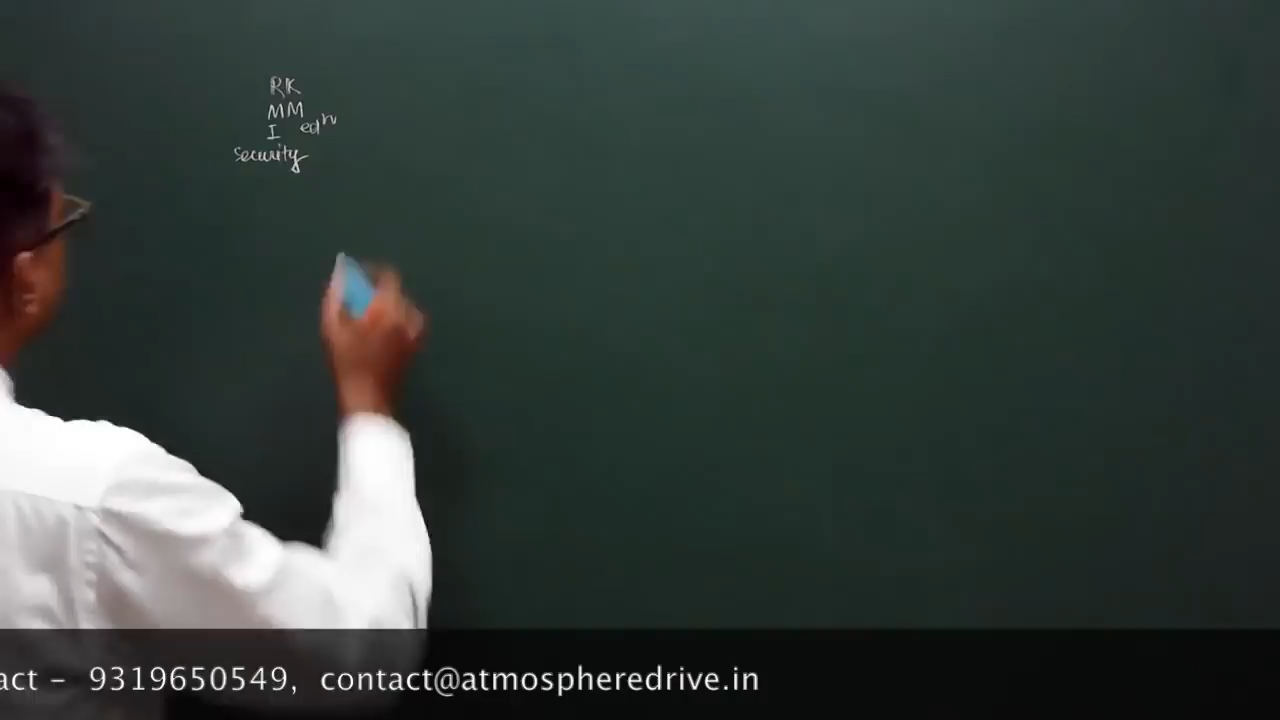 RK
MM
I edn
security
act - 9319650549, contact@atmospheredrive.in